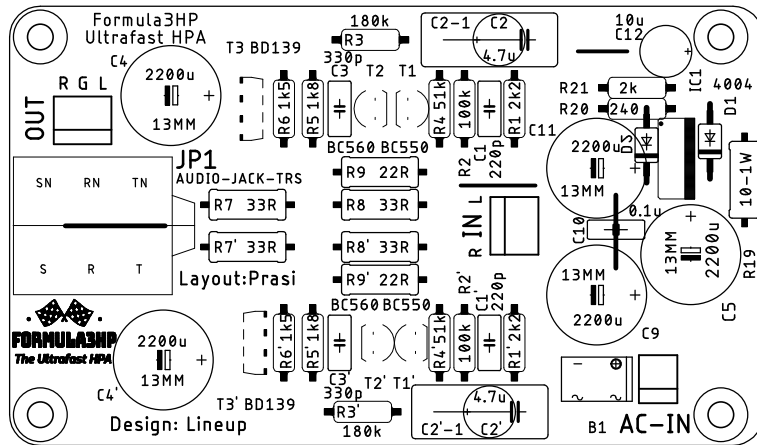 Formula3HP
Ultrafast HPA
C4
2200u
13MM
R G L
OUT
T3 BD139
180k
R3
330p
C3
T2 T1
R6 1k5
R5 1k8
BC560 BC550
C2-1 C2
4.7u
R4 51k
100k
R2
C1
220p
R1 2k2
C11
10u
C12
IC1
R21 2k
R20 240
4004
D1
D3
2200u
13MM
10-1W
R19
JP1
AUDIO-JACK-TRS
SN RN TN
S R T
R9 22R
R8 33R
R7 33R
R7' 33R
R8' 33R
R9' 22R
Layout:Prasi
R IN L
0.1u
C10
13MM
2200u
C5
13MM
2200u
C9
FORMULA3HP
The Ultrafast HPA
2200u
13MM
C4'
Design: Lineup
BC560 BC550
R6' 1k5
R5' 1k8
330p
C3'
T2' T1'
T3' BD139
R3'
180k
R4' 51k
100k
R2'
C1'
220p
R1' 2k2
4.7u
C2'-1 C2'
B1
AC-IN